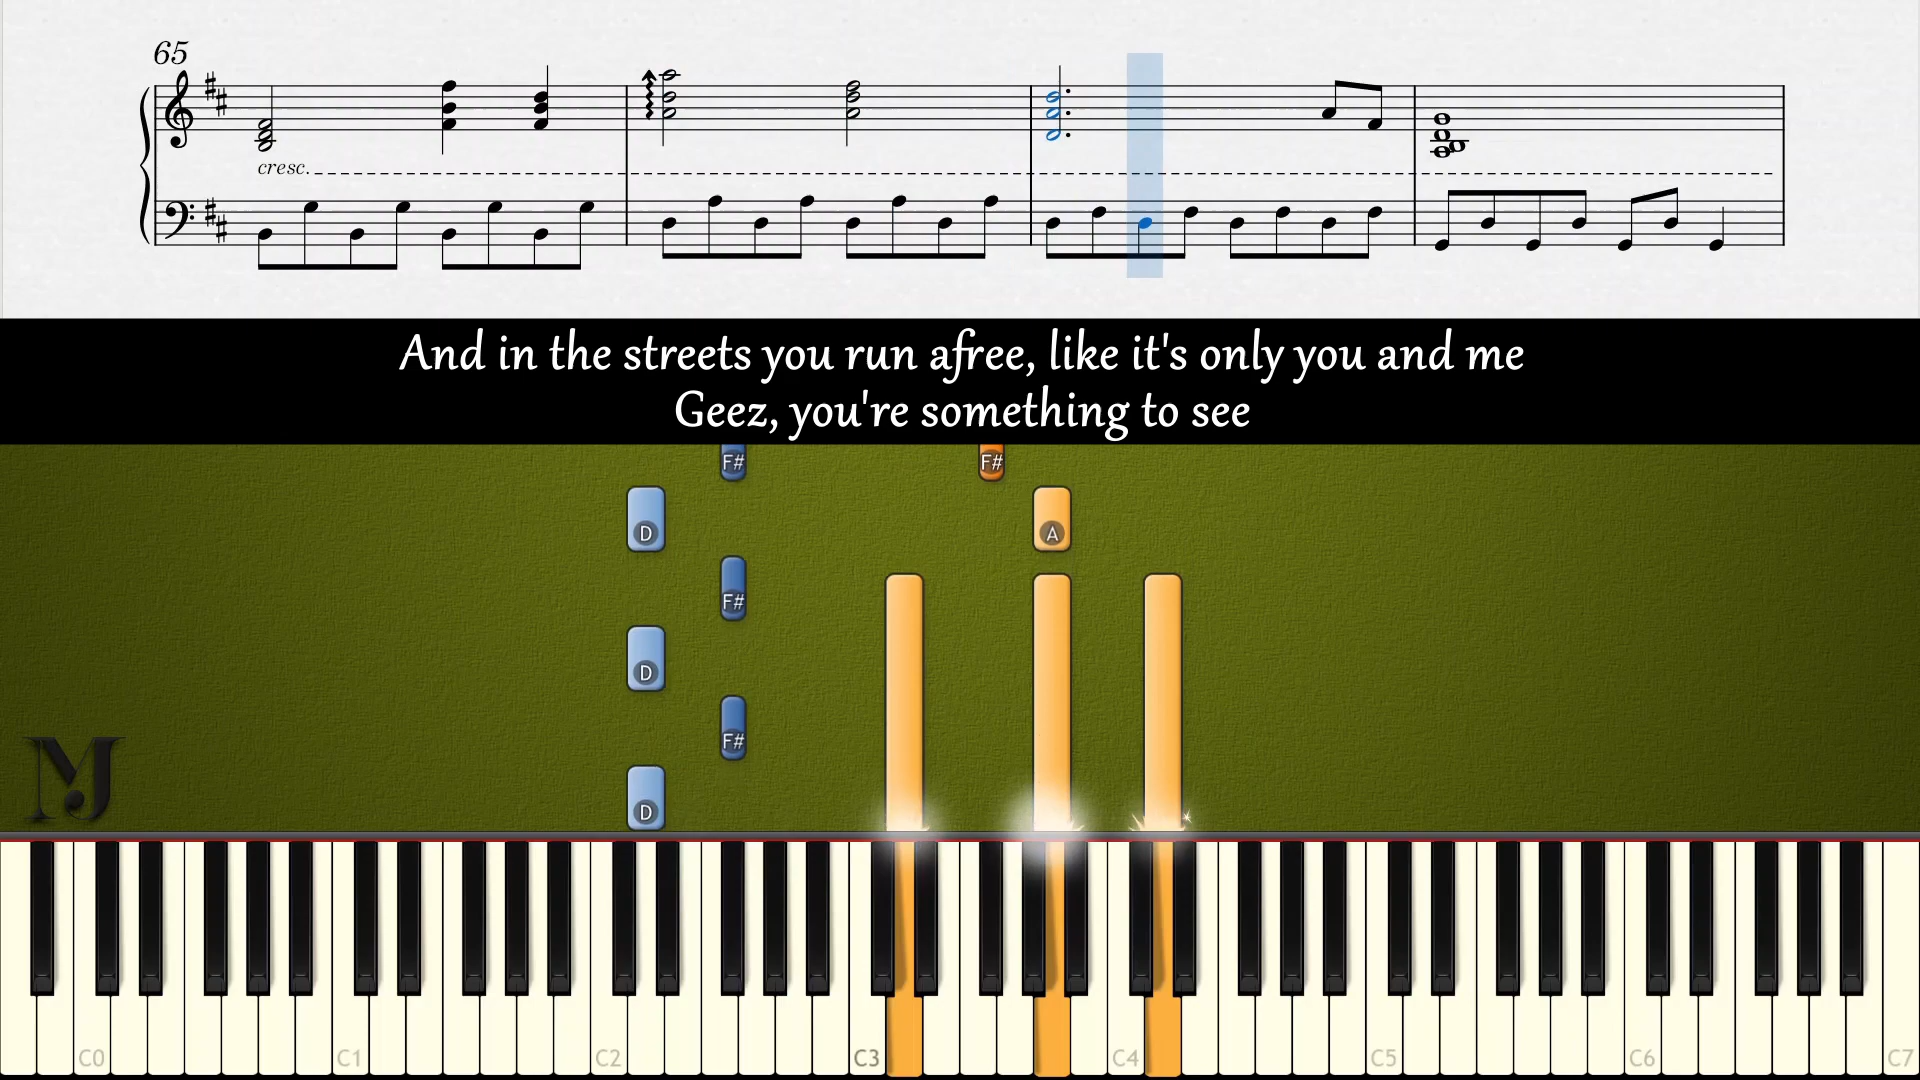 65
cresc.
And in the streets you run afree, like it's only you and me
Geez, you're something to see
F# F#
D A
F#
D
F#
D
MJ
C0 C1 C2 C3 C4 C5 C6 C7